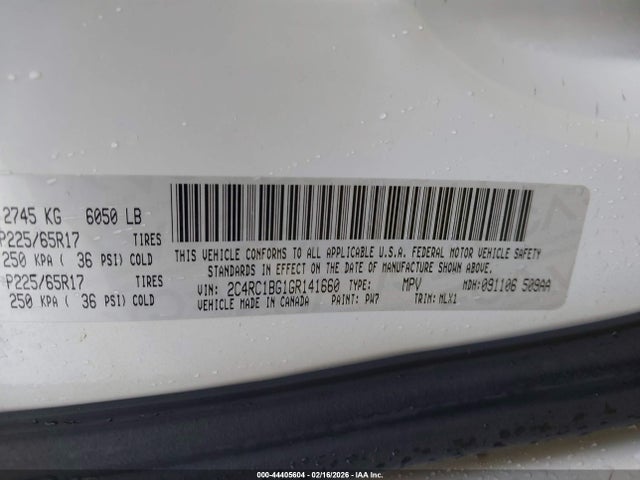 2745 KG 6050 LB
P225/65R17 TIRES
250 KPA ( 36 PSI) COLD
P225/65R17 TIRES
250 KPA ( 36 PSI) COLD
THIS VEHICLE CONFORMS TO ALL APPLICABLE U.S.A. FEDERAL MOTOR VEHICLE SAFETY
STANDARDS IN EFFECT ON THE DATE OF MANUFACTURE SHOWN ABOVE.
VIN: 2C4RC1BG1GR141660 TYPE: MPV MDH: 091106 509AA
VEHICLE MADE IN CANADA PAINT: PW7 TRIM: MLX1
000-44405604 | 02/16/2026 - IAA Corp.